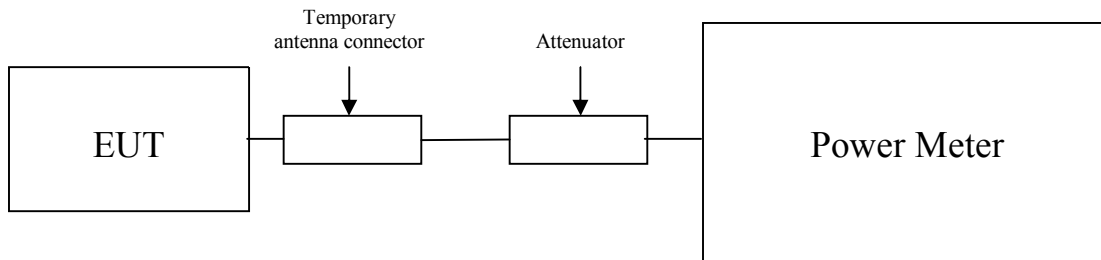 Temporary
antenna connector
Attenuator
EUT
Power Meter